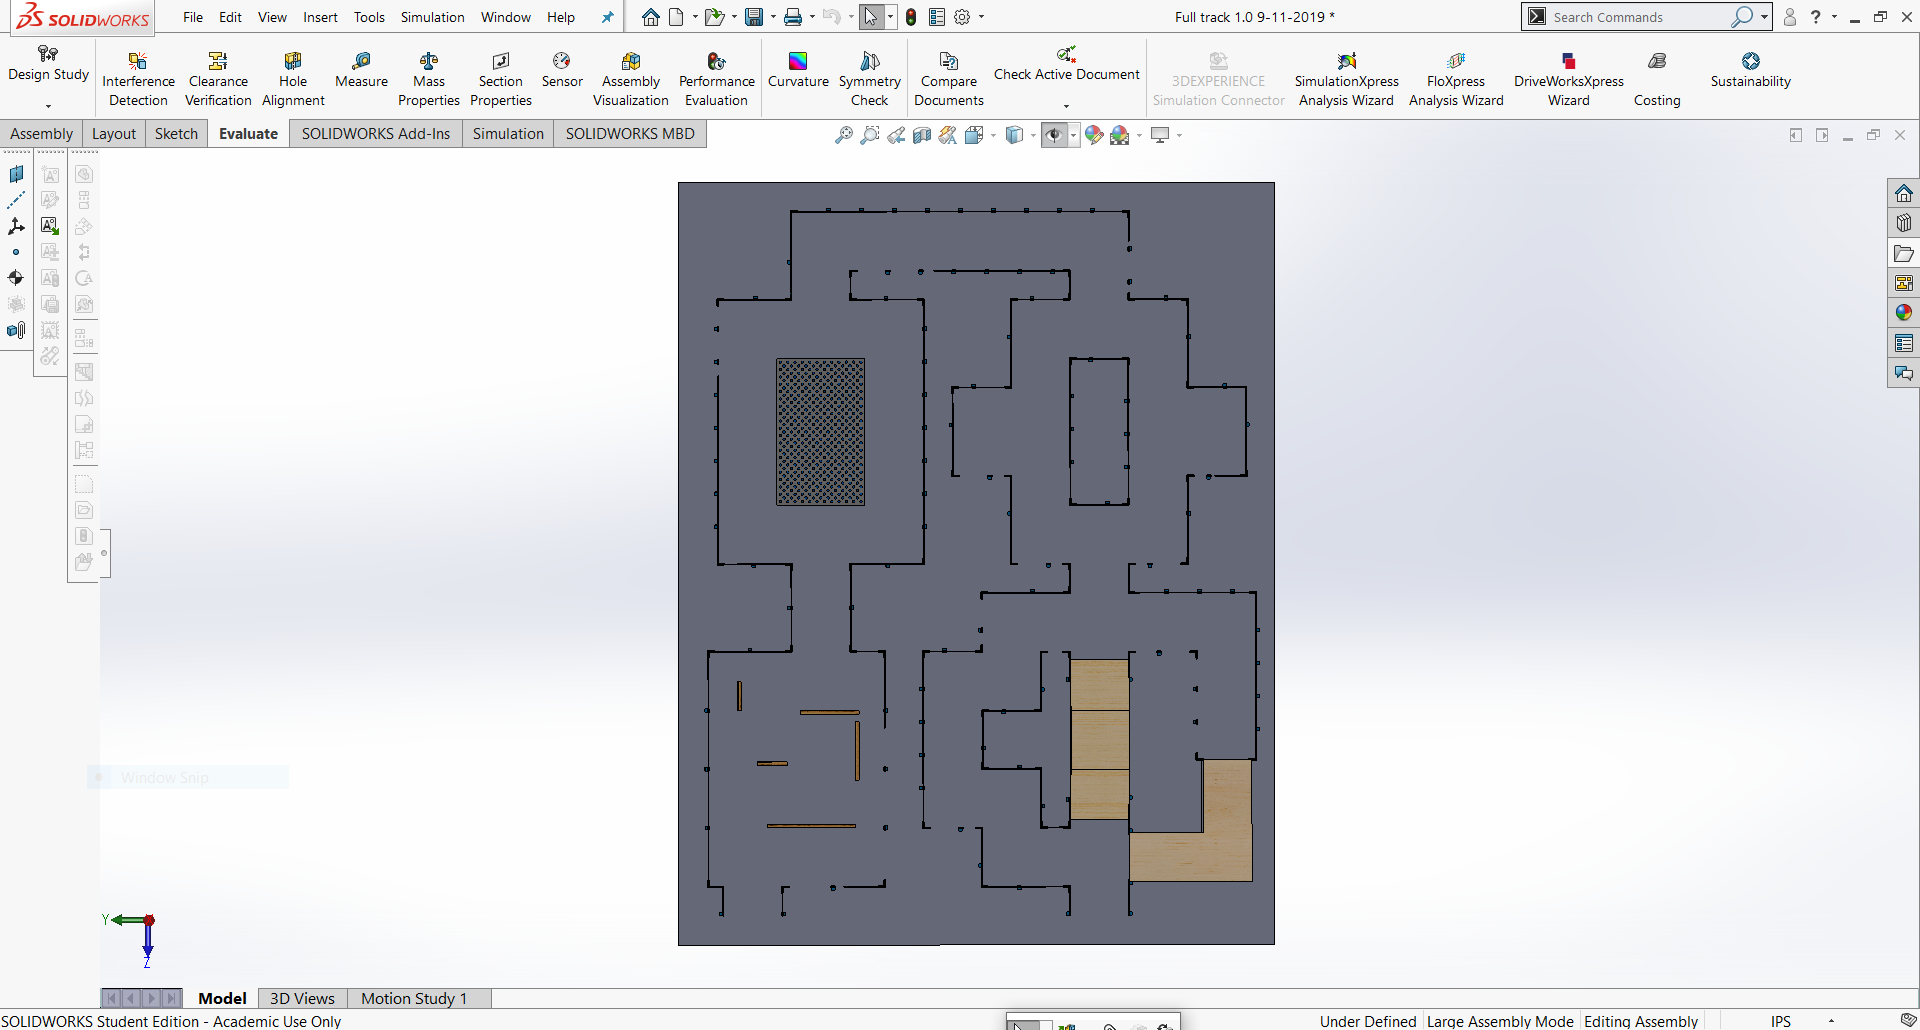 SOLIDWORKS File Edit View Insert Tools Simulation Window Help Full track 1.0 9-11-2019 * Search Commands ?
Design Study
Interference Detection
Clearance Verification
Hole Alignment
Measure
Mass Properties
Section Properties
Sensor
Assembly Visualization
Performance Evaluation
Curvature
Symmetry Check
Compare Documents
Check Active Document
3DEXPERIENCE Simulation Connector
SimulationXpress Analysis Wizard
FloXpress Analysis Wizard
DriveWorksXpress Wizard
Costing
Sustainability
Assembly Layout Sketch Evaluate SOLIDWORKS Add-Ins Simulation SOLIDWORKS MBD
Window Snip
Y
Z
Model 3D Views Motion Study 1
SOLIDWORKS Student Edition - Academic Use Only Under Defined Large Assembly Mode Editing Assembly IPS